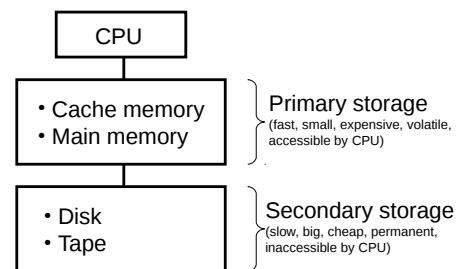 CPU
• Cache memory
• Main memory
Primary storage
(fast, small, expensive, volatile,
accessible by CPU)
• Disk
• Tape
Secondary storage
(slow, big, cheap, permanent,
inaccessible by CPU)